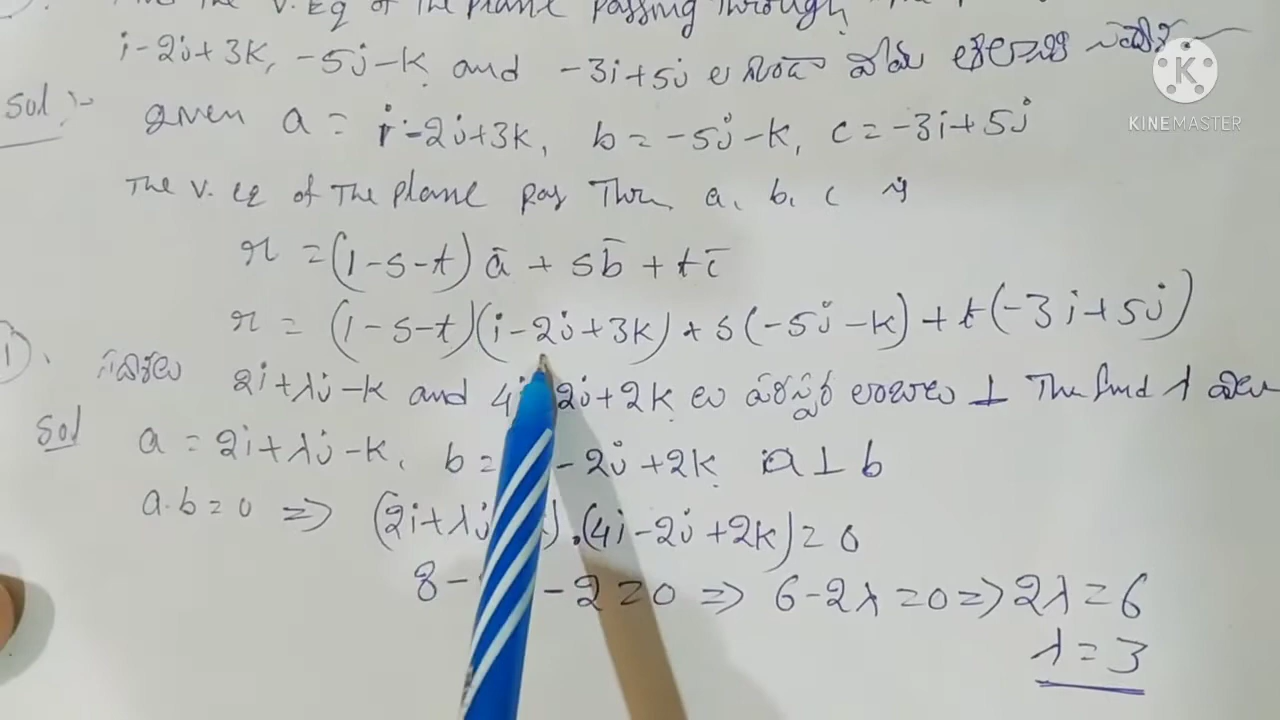 V. Eq of The Plane Passing Through
i-2j+3k, -5j-k and -3i+5j ల
KINEMASTER
Sol :- given a = i-2j+3k, b = -5j-k, c = -3i+5j
The V. Eq of The Plane Pas Thr. a, b, c is
r = (1-s-t) a̅ + s b̅ + t c̅
r = (1-s-t)(i-2j+3k) + s(-5j-k) + t(-3i+5j)
2i+λj-k and 4i 2j+2k ల ⊥ The find λ
Sol a = 2i+λj-k, b = -2j+2k a⊥b
a.b = 0 => (2i+λj ).(4i-2j+2k) = 0
8- -2=0 => 6-2λ=0 => 2λ=6
λ=3